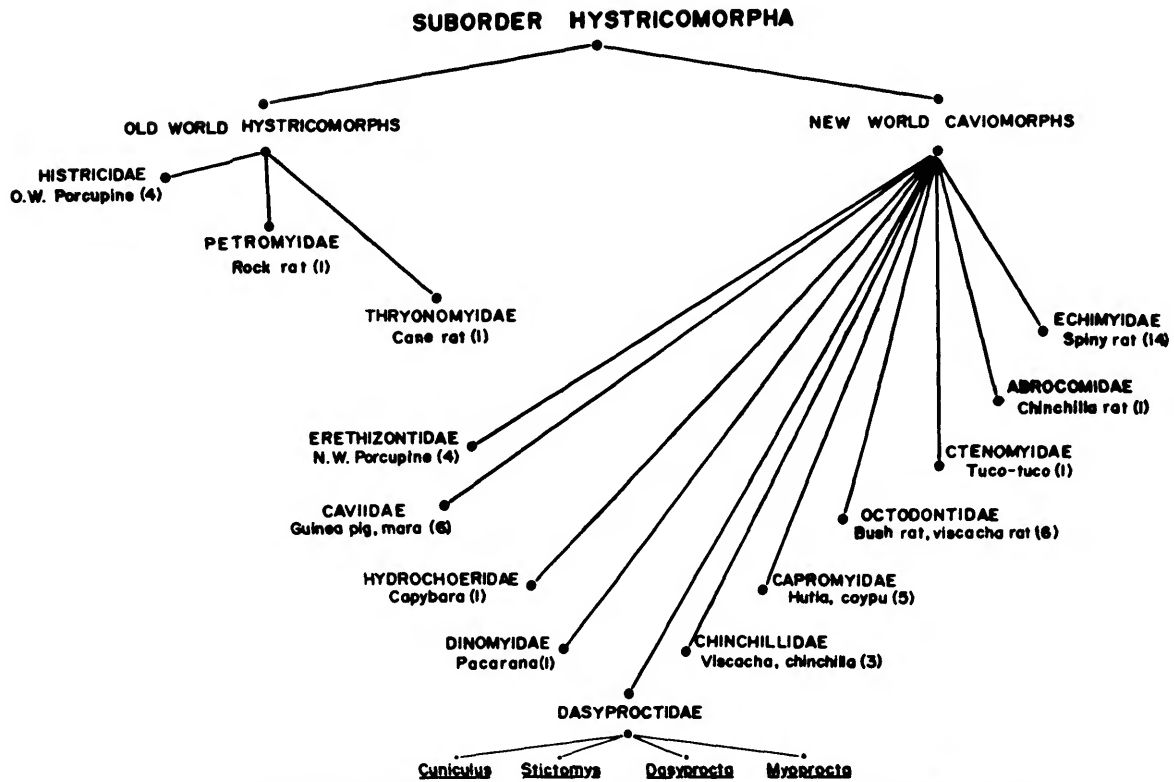 SUBORDER HYSTRICOMORPHA
OLD WORLD HYSTRICOMORPHS
NEW WORLD CAVIOMORPHS
HISTRICIDAE
O.W. Porcupine (4)
PETROMYIDAE
Rock rat (1)
THRYONOMYIDAE
Cane rat (1)
ECHIMYIDAE
Spiny rat (14)
ABROCOMIDAE
Chinchilla rat (1)
ERETHIZONTIDAE
N.W. Porcupine (4)
CTENOMYIDAE
Tuco-tuco (1)
CAVIIDAE
Guinea pig, mara (6)
OCTODONTIDAE
Bush rat, viscacha rat (6)
HYDROCHOERIDAE
Capybara (1)
CAPROMYIDAE
Hutia, coypu (5)
DINOMYIDAE
Pacarana (1)
CHINCHILLIDAE
Viscacha, chinchilla (3)
DASYPROCTIDAE
Cuniculus Stictomys Dasyprocta Myoprocta